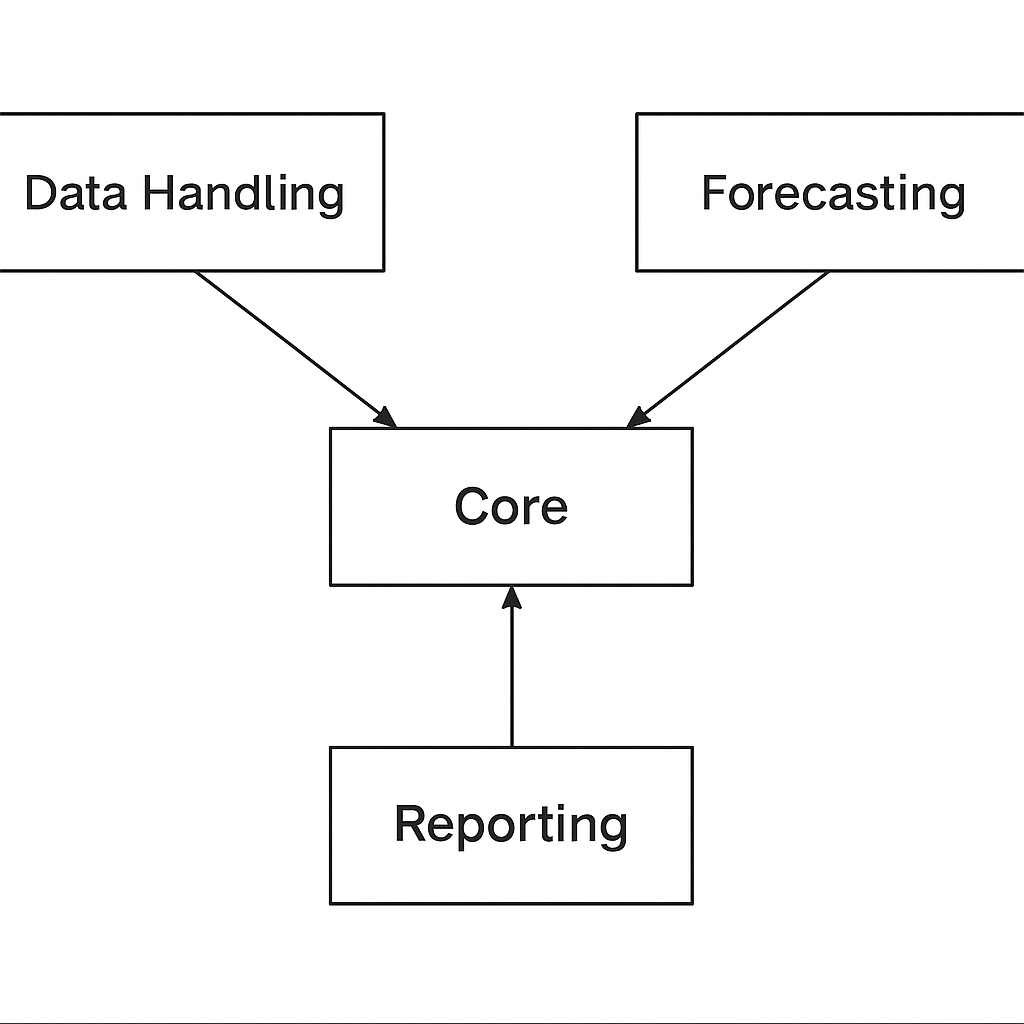 Data Handling
Forecasting
Core
Reporting